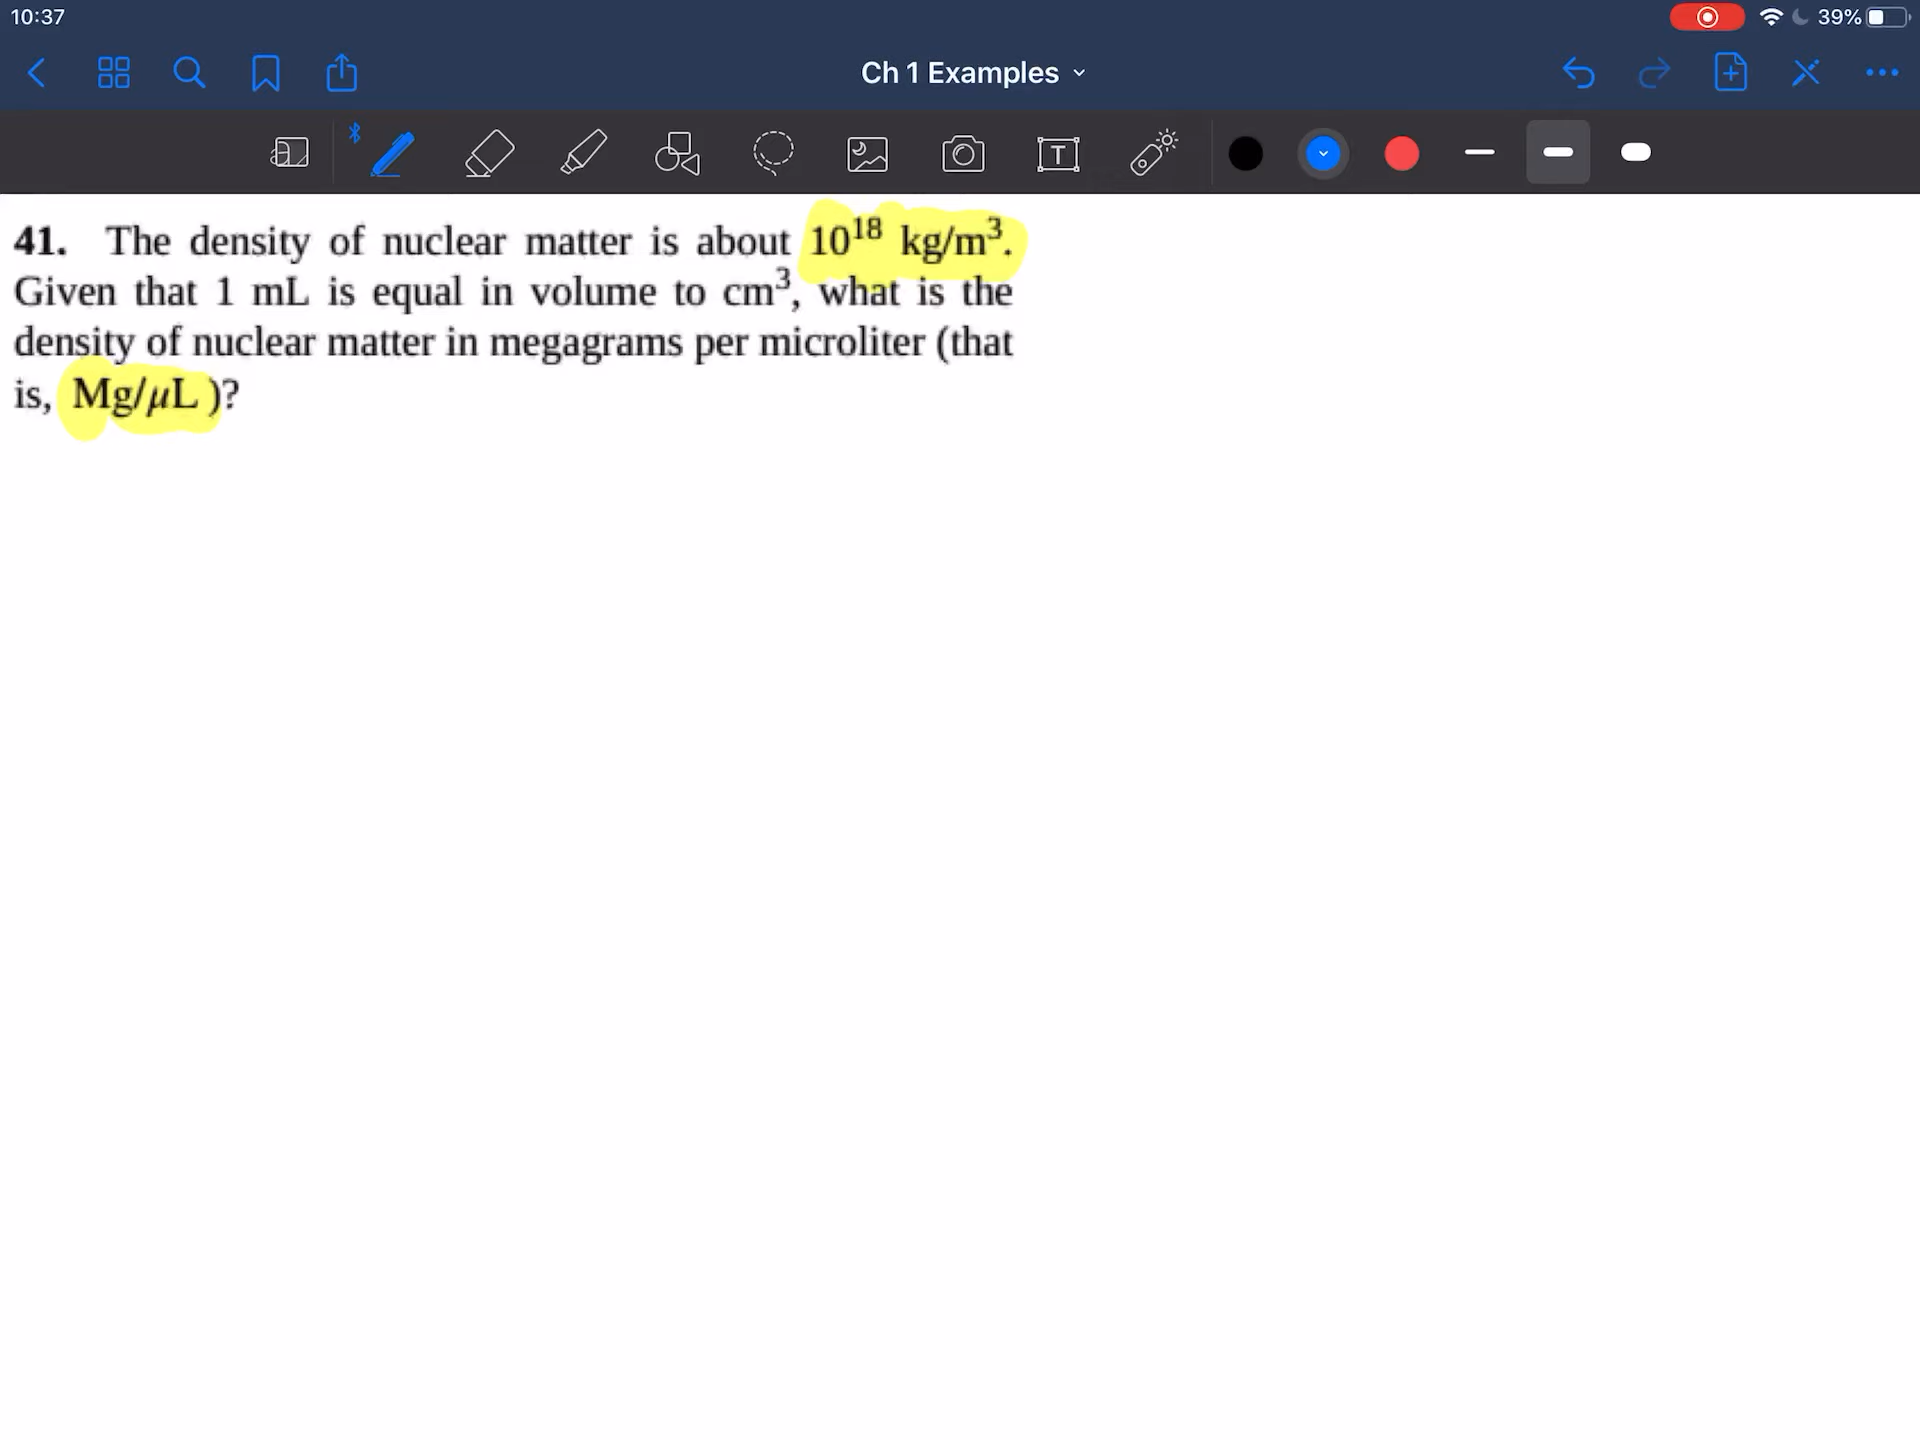 10:37
39%
Ch 1 Examples
41. The density of nuclear matter is about 10¹⁸ kg/m³.
Given that 1 mL is equal in volume to cm³, what is the
density of nuclear matter in megagrams per microliter (that
is, Mg/μL )?